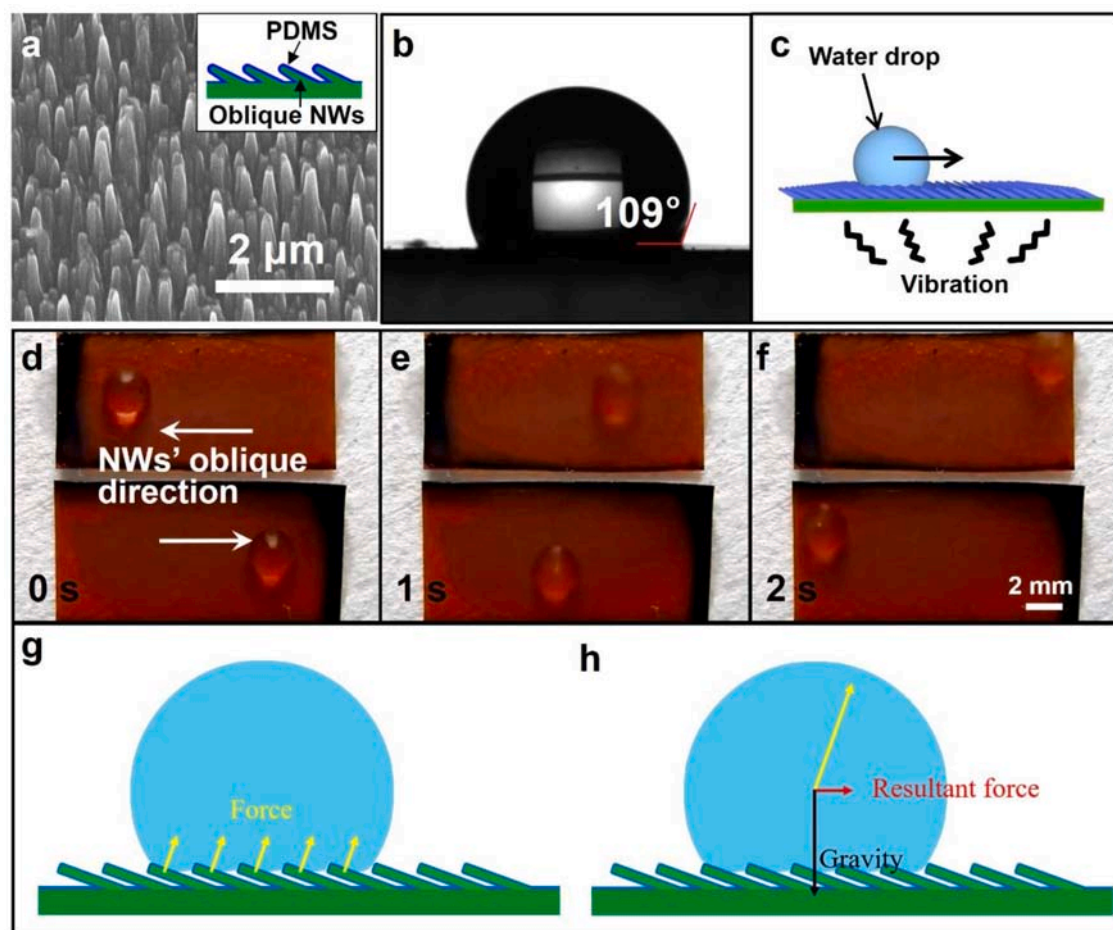 a
PDMS
Oblique NWs
2 µm
b
109°
c
Water drop
Vibration
d
NWs' oblique
direction
0 s
e
1 s
f
2 s
2 mm
g
Force
h
Resultant force
Gravity